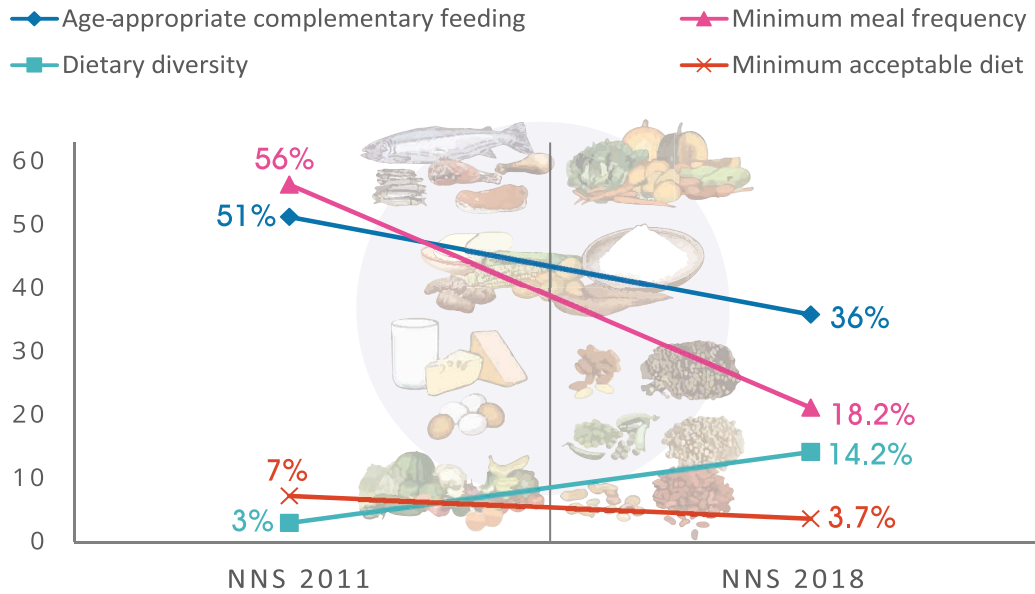 Age-appropriate complementary feeding
Minimum meal frequency
Dietary diversity
Minimum acceptable diet
60
50
40
30
20
10
0
56%
51%
7%
3%
36%
18.2%
14.2%
3.7%
NNS 2011
NNS 2018